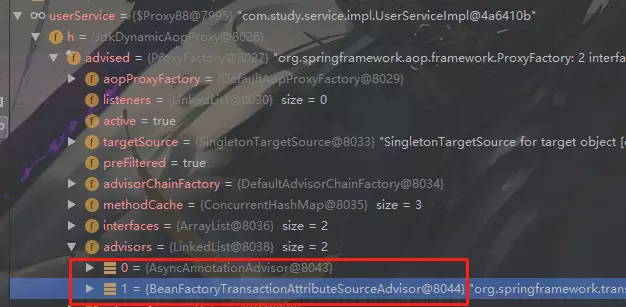 userService = {$Proxy88@7995} "com.study.service.impl.UserServiceImpl@4a6410b"
h = {JdkDynamicAopProxy@8026}
advised = {ProxyFactory@8027} "org.springframework.aop.framework.ProxyFactory: 2 interfa
aopProxyFactory = {DefaultAopProxyFactory@8029}
listeners = {LinkedList@8030} size = 0
active = true
targetSource = {SingletonTargetSource@8033} "SingletonTargetSource for target object [c
preFiltered = true
advisorChainFactory = {DefaultAdvisorChainFactory@8034}
methodCache = {ConcurrentHashMap@8035} size = 3
interfaces = {ArrayList@8036} size = 2
advisors = {LinkedList@8038} size = 2
0 = {AsyncAnnotationAdvisor@8043}
1 = {BeanFactoryTransactionAttributeSourceAdvisor@8044} "org.springframework.trans